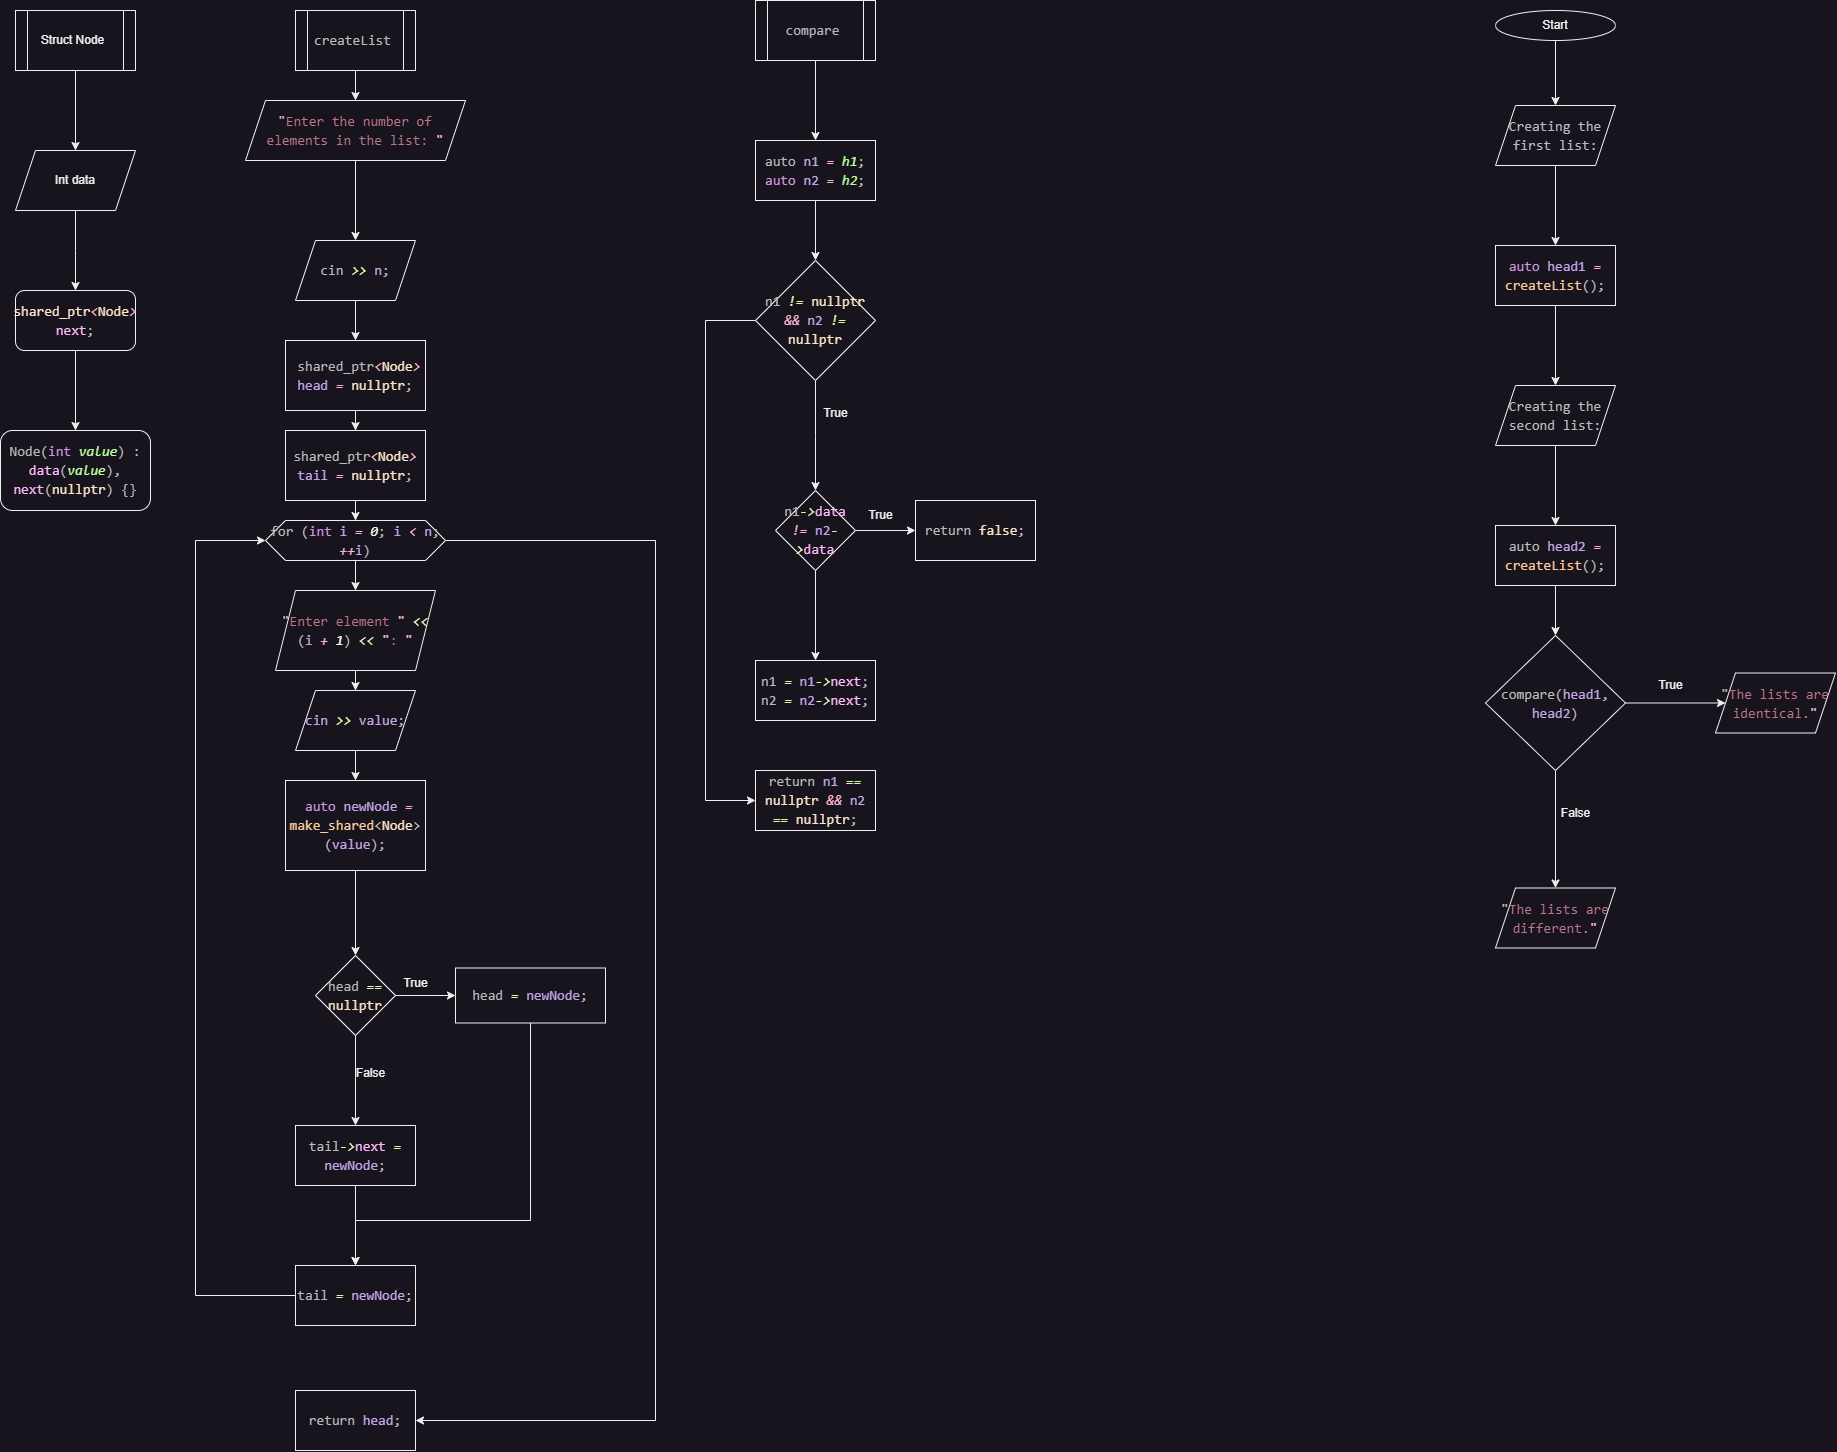 Struct Node
Int data
shared_ptr<Node>
next;
Node(int value) :
data(value),
next(nullptr) {}
createList
"Enter the number of
elements in the list: "
cin >> n;
shared_ptr<Node>
head = nullptr;
shared_ptr<Node>
tail = nullptr;
for (int i = 0; i < n;
++i)
"Enter element " <<
(i + 1) << ": "
cin >> value;
auto newNode =
make_shared<Node>
(value);
head ==
nullptr
True
head = newNode;
False
tail->next =
newNode;
tail = newNode;
return head;
compare
auto n1 = h1;
auto n2 = h2;
n1 != nullptr
&& n2 !=
nullptr
True
n1->data
!= n2-
>data
True
return false;
n1 = n1->next;
n2 = n2->next;
return n1 ==
nullptr && n2
== nullptr;
Start
Creating the
first list:
auto head1 =
createList();
Creating the
second list:
auto head2 =
createList();
compare(head1,
head2)
True
"The lists are
identical."
False
"The lists are
different."